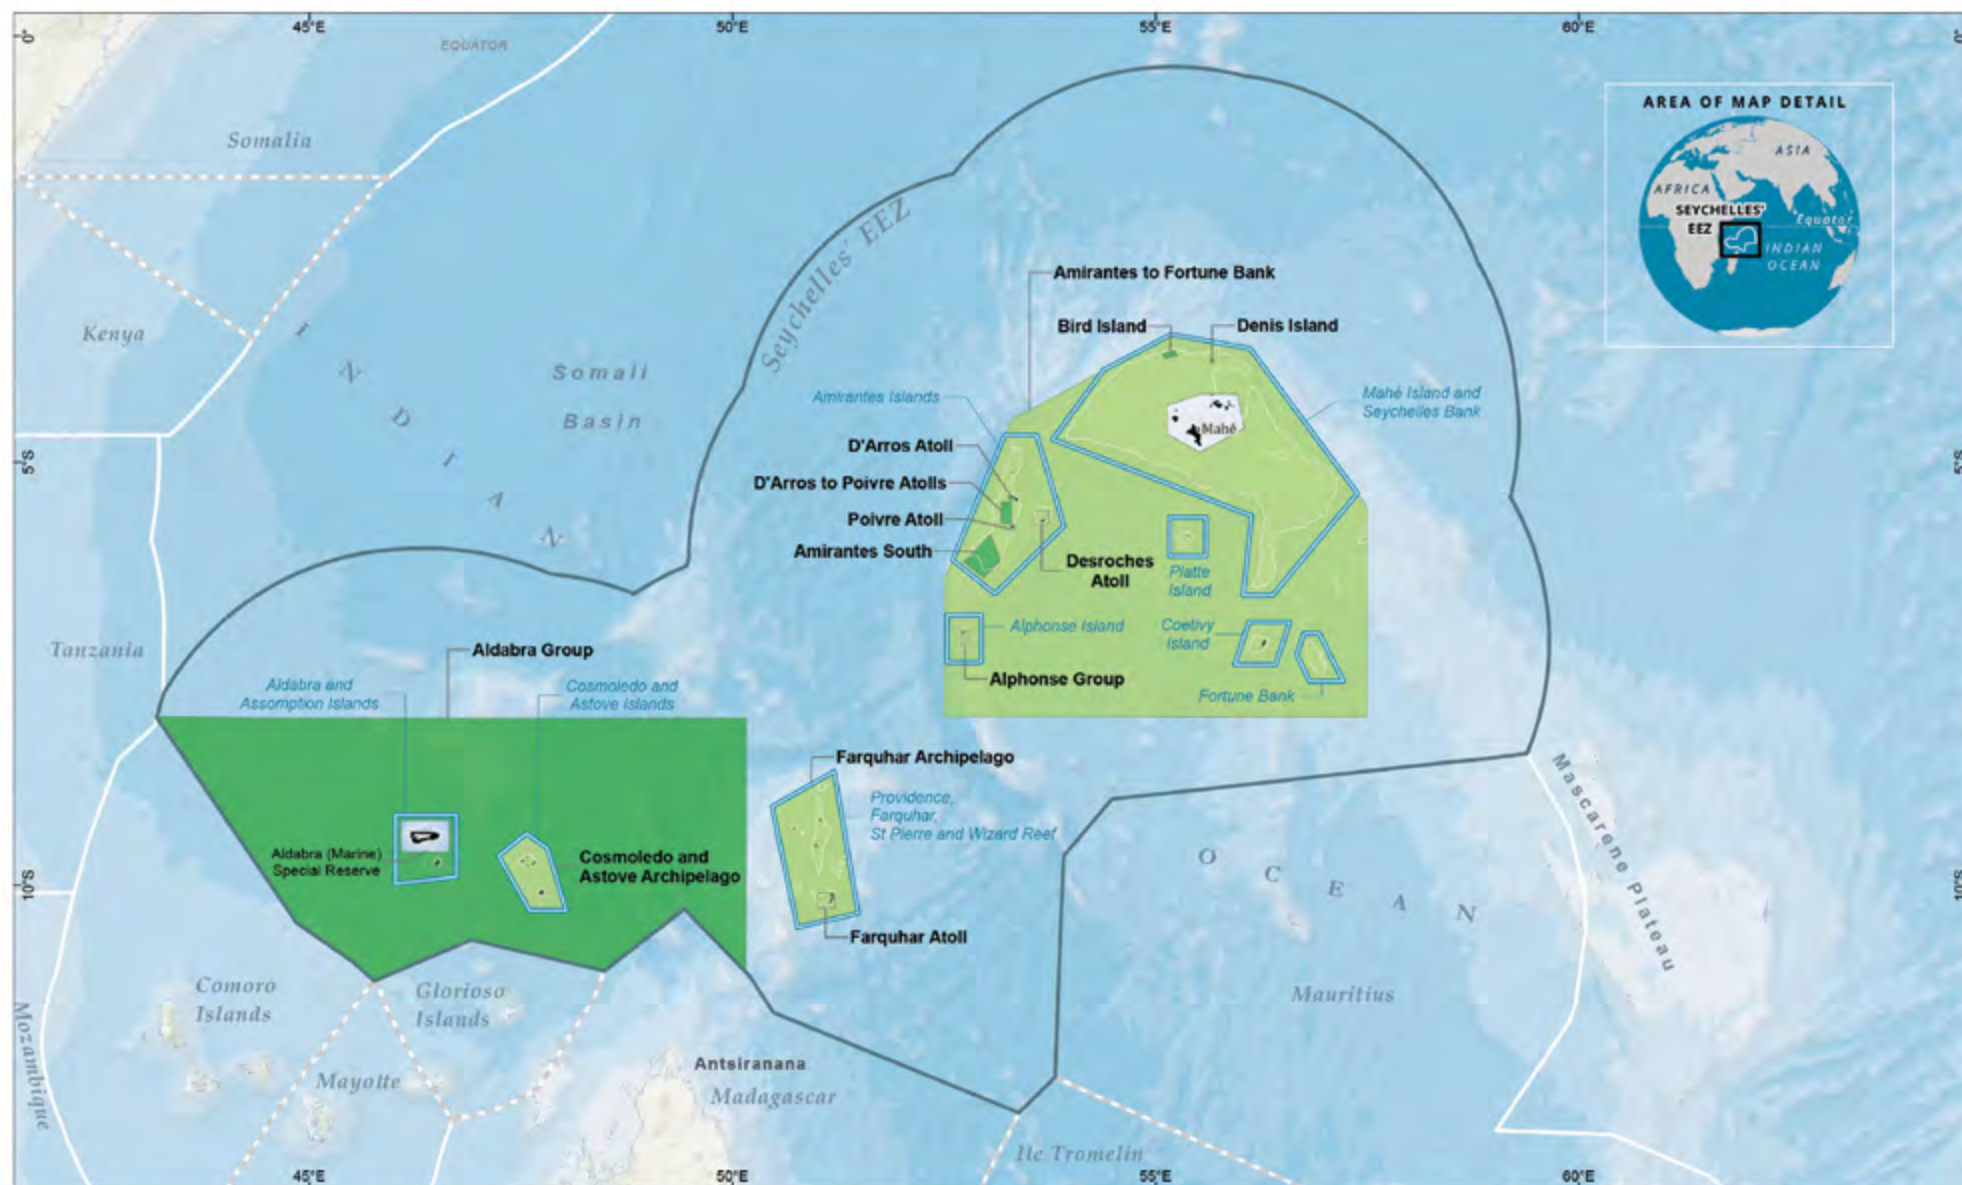 45°E
50°E
55°E
60°E
0°
0°
EQUATOR
AREA OF MAP DETAIL
ASIA
AFRICA
SEYCHELLES'
EEZ
Equator
INDIAN
OCEAN
Somalia
Seychelles' EEZ
Kenya
INDIAN
Somali
Basin
Amirantes to Fortune Bank
Bird Island
Denis Island
Amirantes Islands
Mahé Island and
Seychelles Bank
Mahé
D'Arros Atoll
5°S
5°S
D'Arros to Poivre Atolls
Poivre Atoll
Amirantes South
Desroches
Atoll
Platte
Island
Alphonse Island
Coetivy
Island
Tanzania
Aldabra Group
Alphonse Group
Fortune Bank
Aldabra and
Assomption Islands
Cosmoledo and
Astove Islands
Farquhar Archipelago
Providence,
Farquhar,
St Pierre and Wizard Reef
Mascarene Plateau
Aldabra (Marine)
Special Reserve
Cosmoledo and
Astove Archipelago
OCEAN
10°S
10°S
Farquhar Atoll
Comoro
Islands
Glorioso
Islands
Mauritius
Mozambique
Mayotte
Antsiranana
Madagascar
Ile Tromelin
45°E
50°E
55°E
60°E